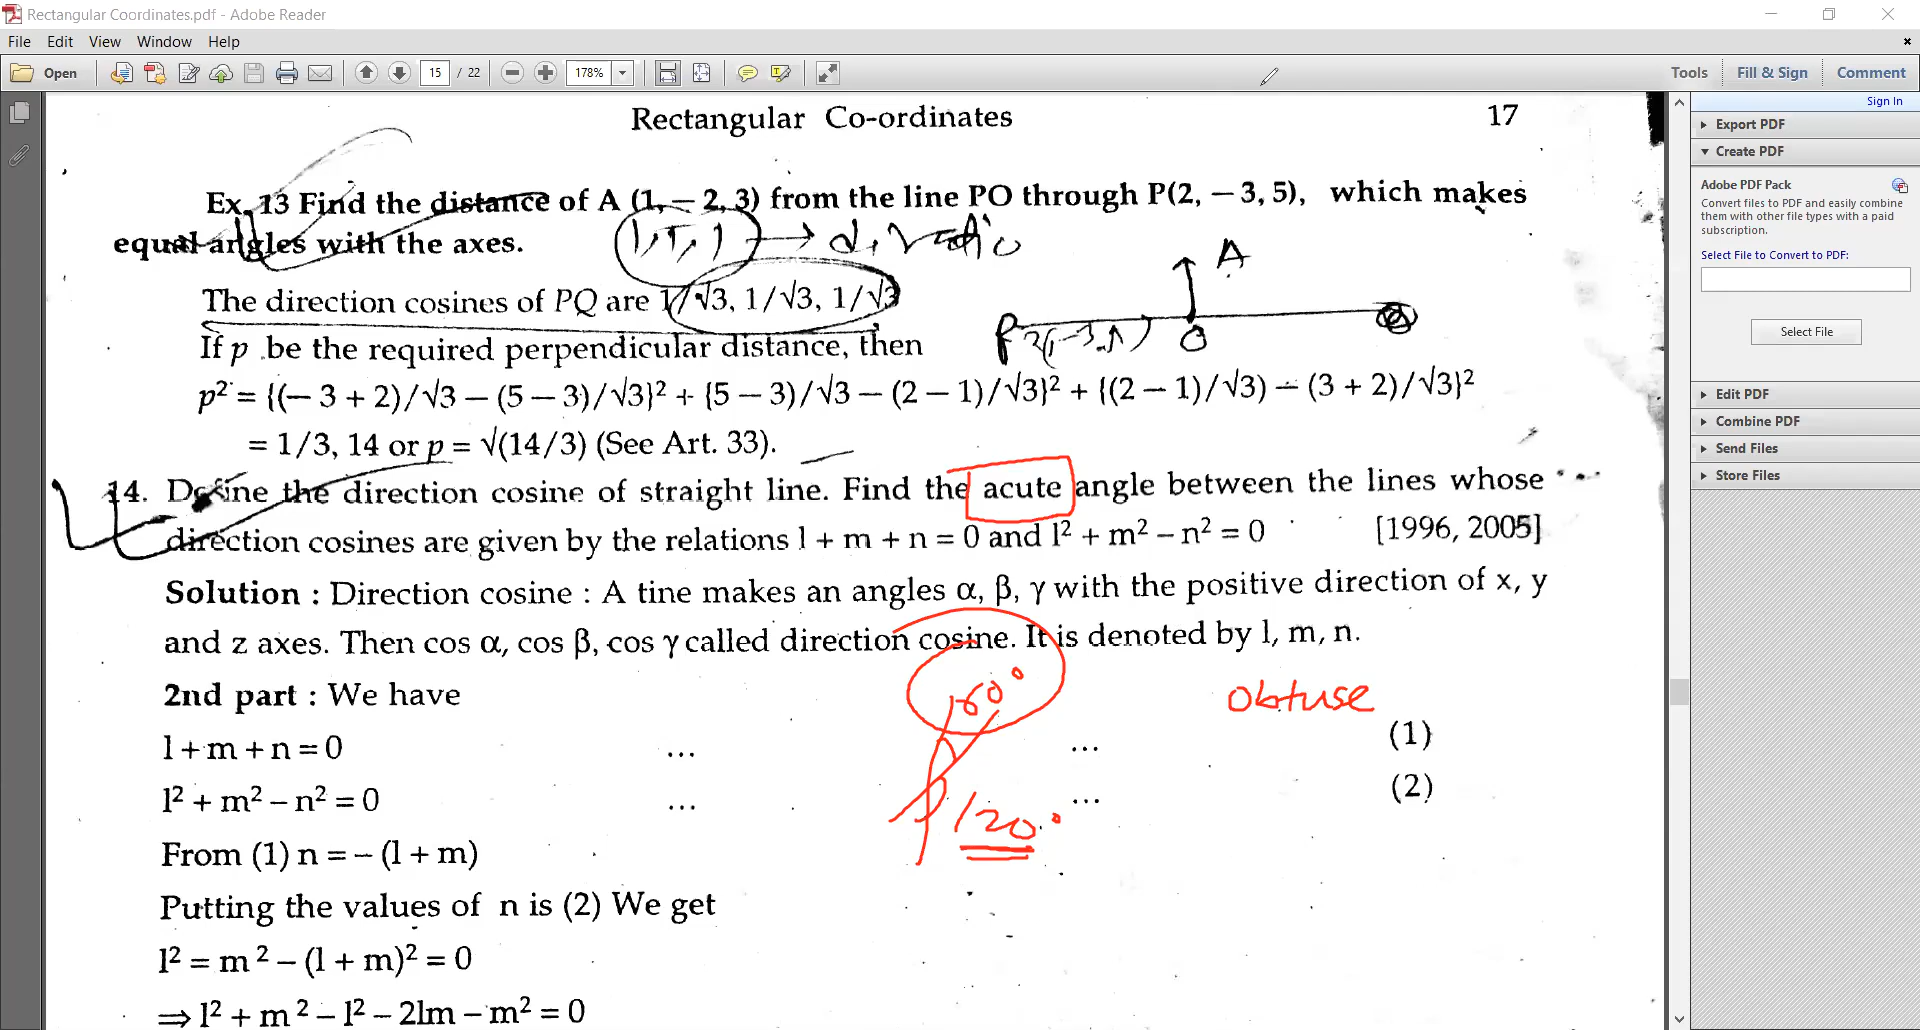 Rectangular Coordinates.pdf - Adobe Reader
File Edit View Window Help
Open 15 / 22 178% Tools Fill & Sign Comment
Sign In
Export PDF
Create PDF
Adobe PDF Pack
Convert files to PDF and easily combine
them with other file types with a paid
subscription.
Select File to Convert to PDF:
Select File
Edit PDF
Combine PDF
Send Files
Store Files
Rectangular Co-ordinates 17
Ex. 13 Find the distance of A (1, − 2, 3) from the line PO through P(2, − 3, 5), which makes
equal angles with the axes.
1, 1, 1 → d, ratio
A
The direction cosines of PQ are 1/√3, 1/√3, 1/√3
P O
If p be the required perpendicular distance, then
p² = {(− 3 + 2)/√3 − (5 − 3)/√3}² + {5 − 3)/√3 − (2 − 1)/√3}² + {(2 − 1)/√3) − (3 + 2)/√3}²
= 1/3, 14 or p = √(14/3) (See Art. 33).
14. Define the direction cosine of straight line. Find the acute angle between the lines whose
direction cosines are given by the relations l + m + n = 0 and l² + m² − n² = 0 [1996, 2005]
Solution : Direction cosine : A tine makes an angles α, β, γ with the positive direction of x, y
and z axes. Then cos α, cos β, cos γ called direction cosine. It is denoted by l, m, n.
60°
obtuse
2nd part : We have
l + m + n = 0 ... ... (1)
l² + m² − n² = 0 ... ... (2)
120°
From (1) n = − (l + m)
Putting the values of n is (2) We get
l² = m² − (l + m)² = 0
⇒ l² + m² − l² − 2lm − m² = 0